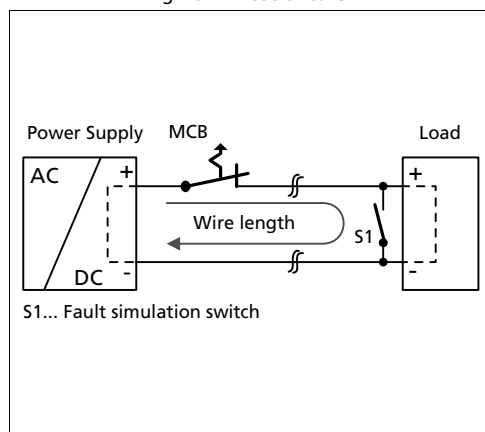 Power Supply
MCB
Load
AC
+
+
Wire length
S1
DC
-
-
S1... Fault simulation switch